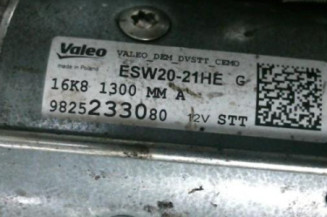 Valeo VALEO_DEM_DVSTT_CEMO
Made in Poland
ESW20-21HE G
16K8 1300 MM A
9825233080 12V STT